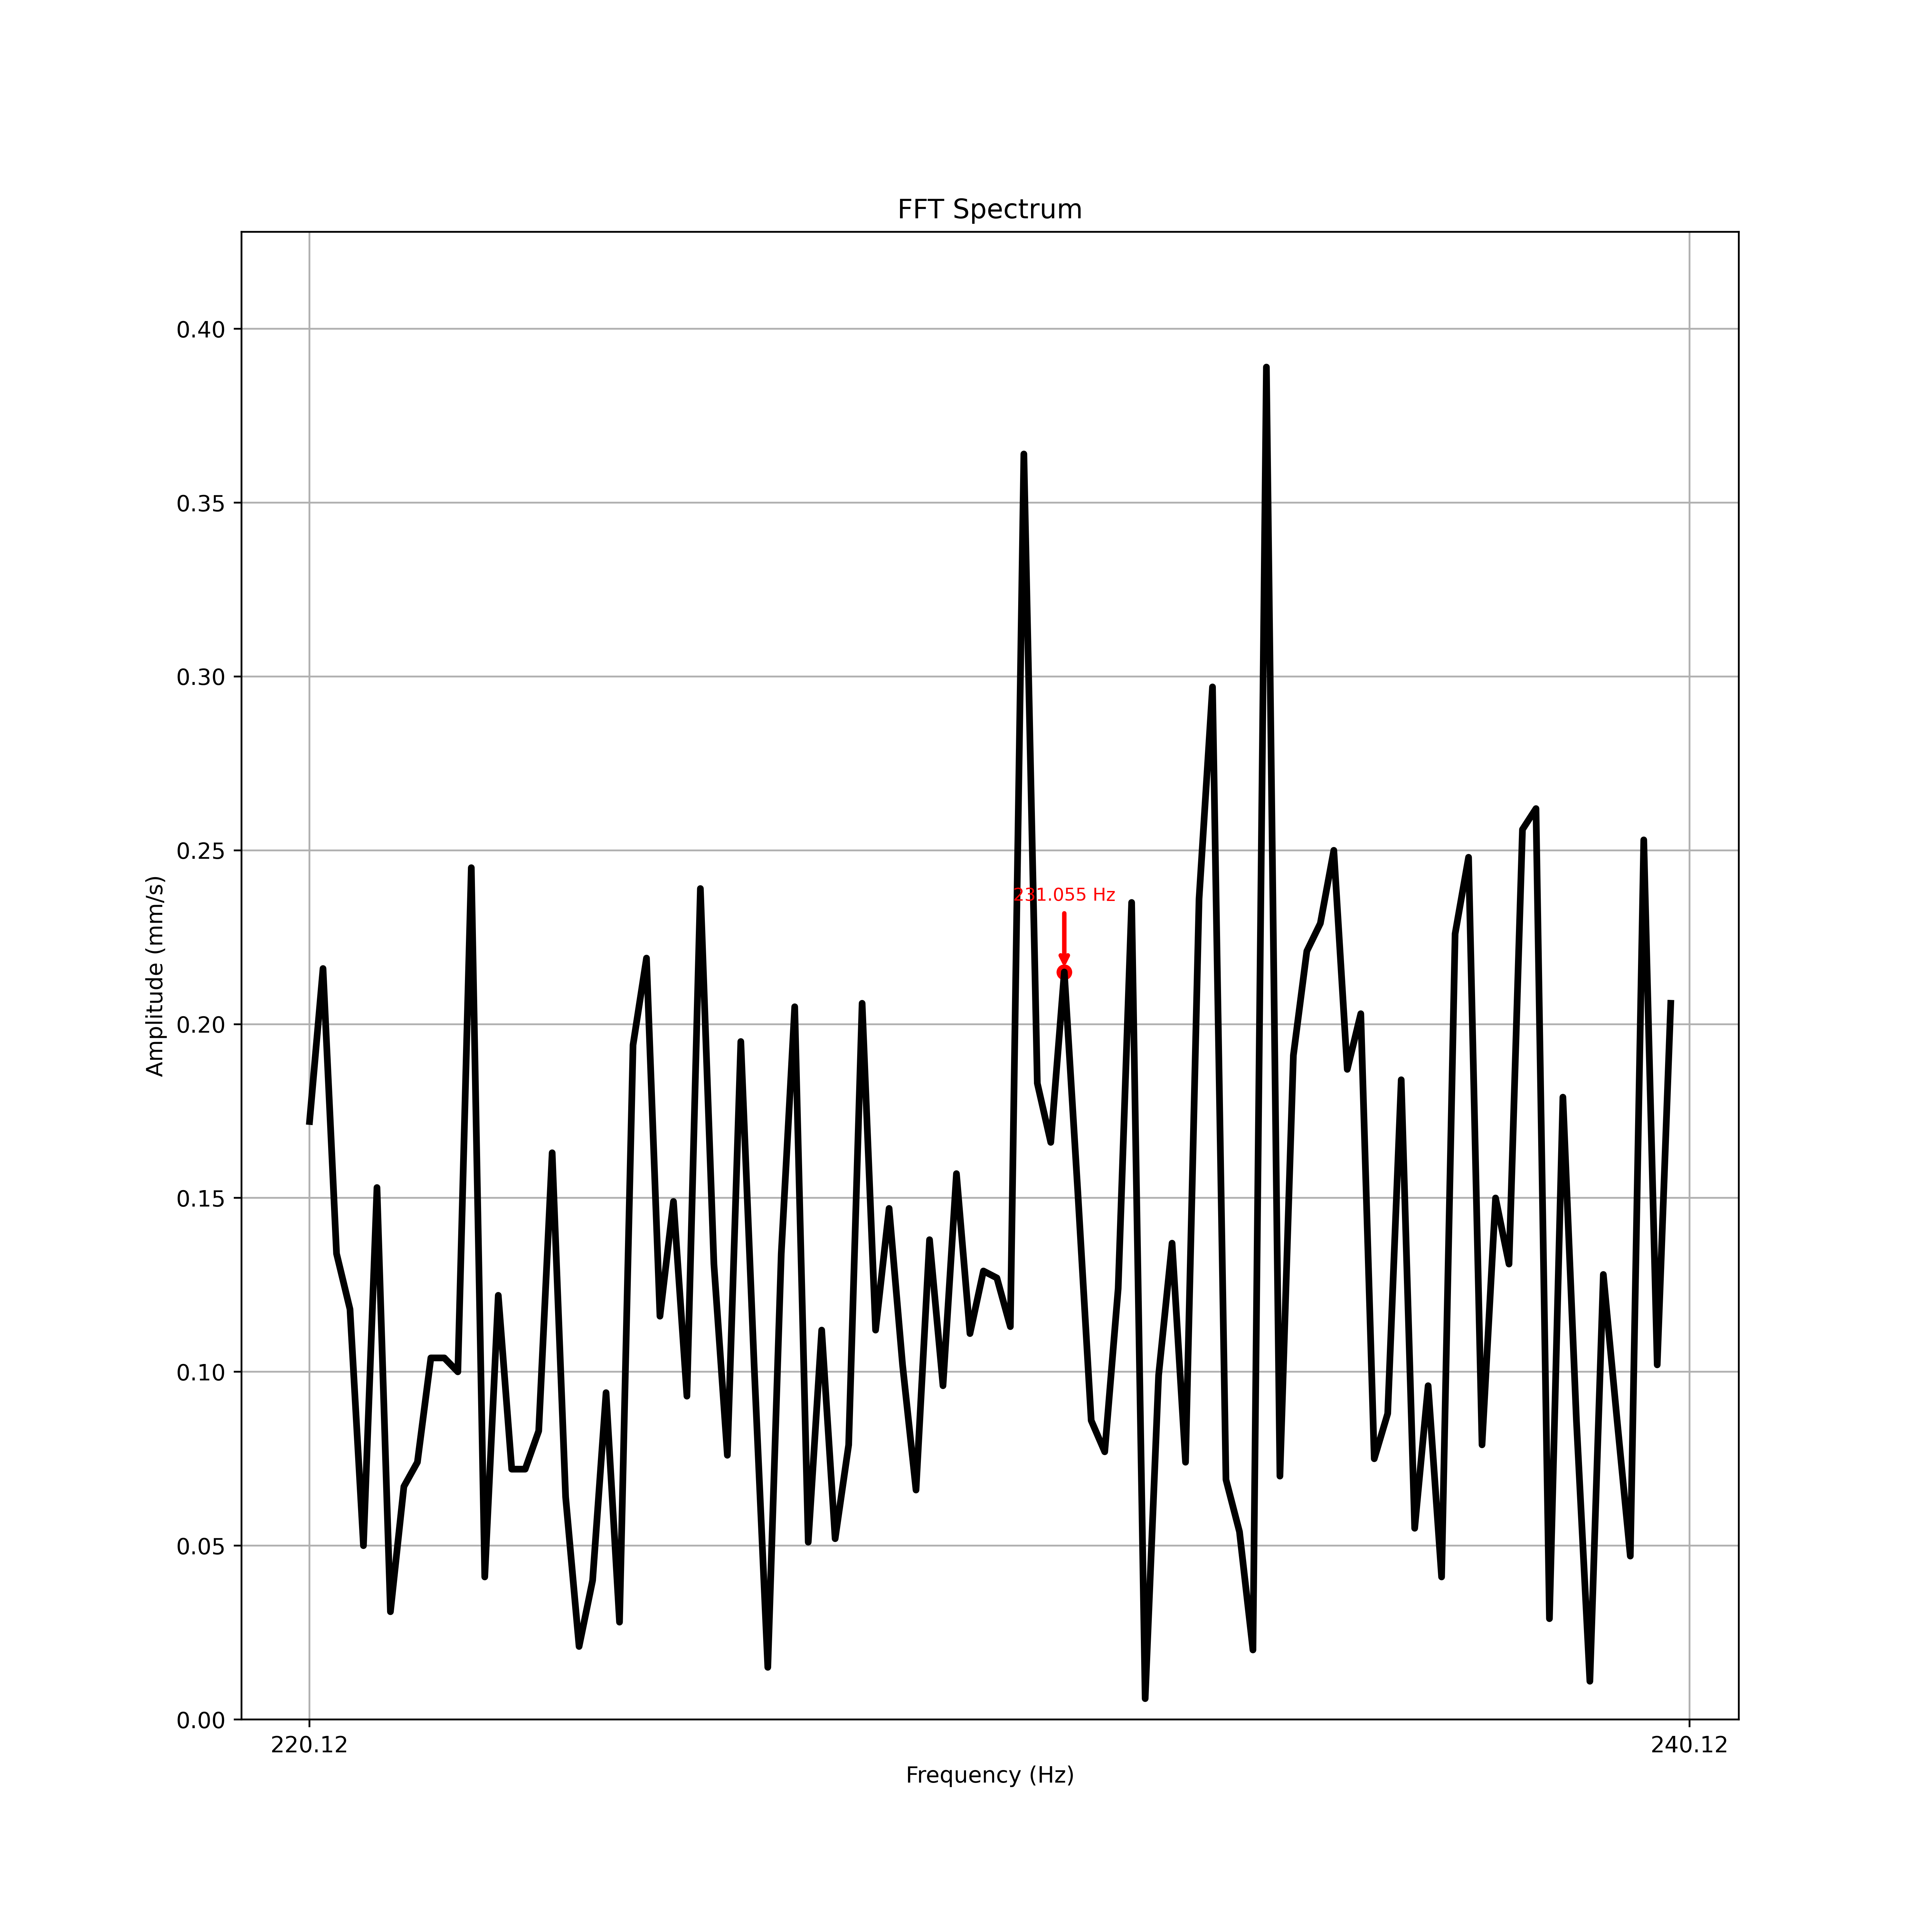 FFT Spectrum
0.40
0.35
0.30
0.25
0.20
0.15
0.10
0.05
0.00
Amplitude (mm/s)
231.055 Hz
220.12
240.12
Frequency (Hz)